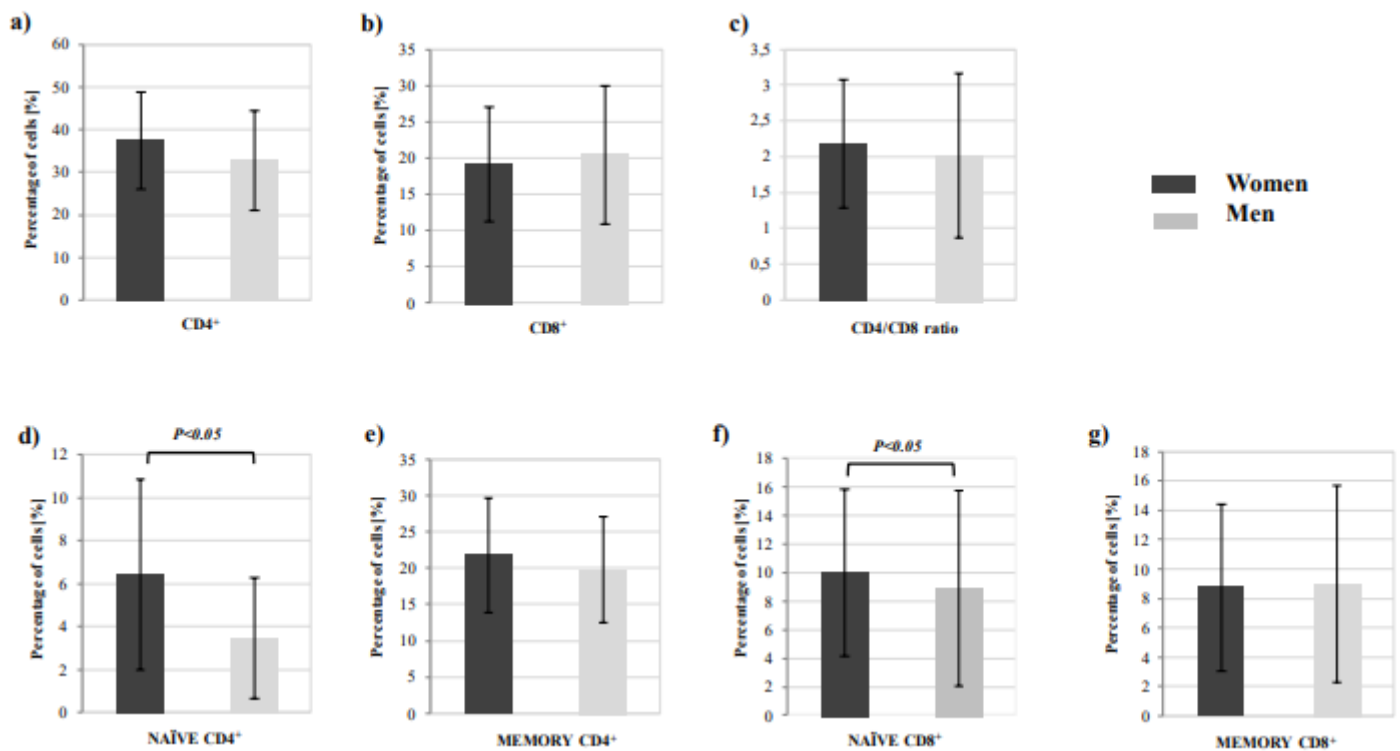 a)
Percentage of cells [%]
60
50
40
30
20
10
0
CD4⁺
b)
Percentage of cells [%]
35
30
25
20
15
10
5
0
CD8⁺
c)
3,5
3
2,5
2
1,5
1
0,5
0
CD4/CD8 ratio
Women
Men
d)
P<0.05
Percentage of cells [%]
12
10
8
6
4
2
0
NAÏVE CD4⁺
e)
Percentage of cells [%]
35
30
25
20
15
10
5
0
MEMORY CD4⁺
f)
P<0.05
Percentage of cells [%]
18
16
14
12
10
8
6
4
2
0
NAÏVE CD8⁺
g)
Percentage of cells [%]
18
16
14
12
10
8
6
4
2
0
MEMORY CD8⁺